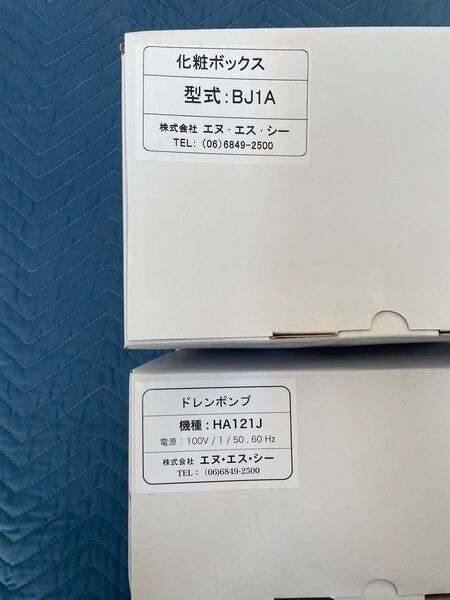 化粧ボックス
型式：BJ1A
株式会社 エヌ・エス・シー
TEL：（06）6849-2500
ドレンポンプ
機種：HA121J
電源：100V / 1 / 50 . 60 Hz
株式会社 エヌ・エス・シー
TEL：（06)6849-2500